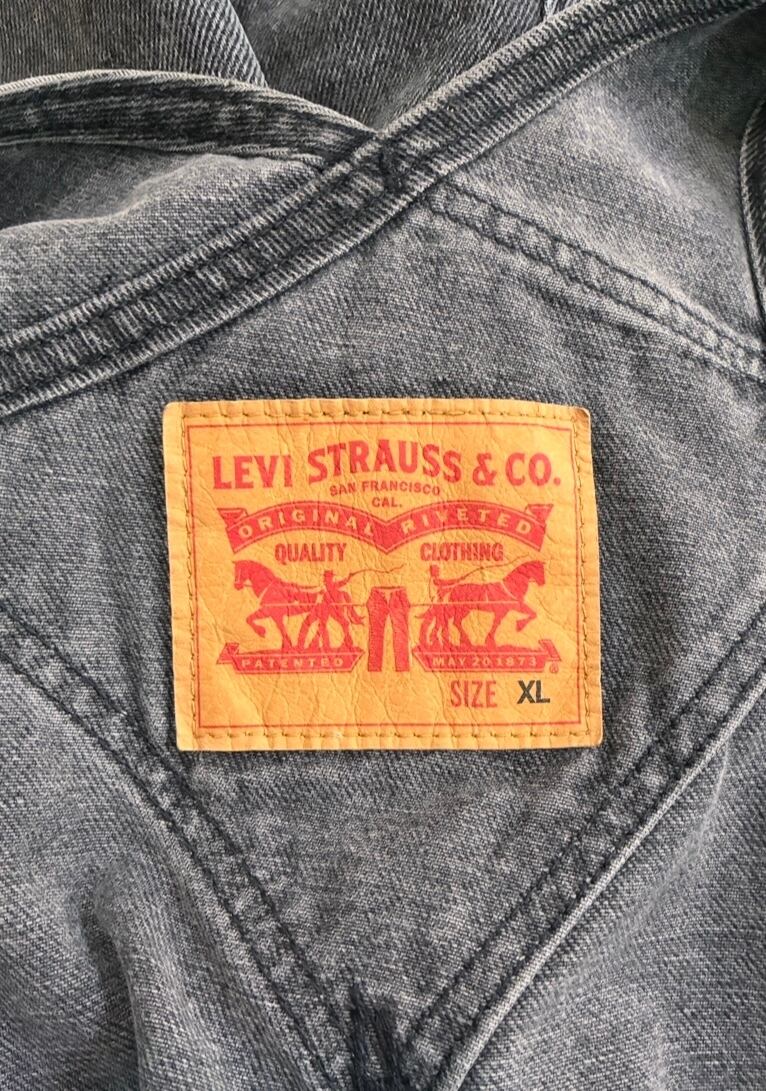 LEVI STRAUSS & CO.
SAN FRANCISCO
CAL.
ORIGINAL RIVETED
QUALITY CLOTHING
PATENTED MAY 20 1873
®
SIZE XL